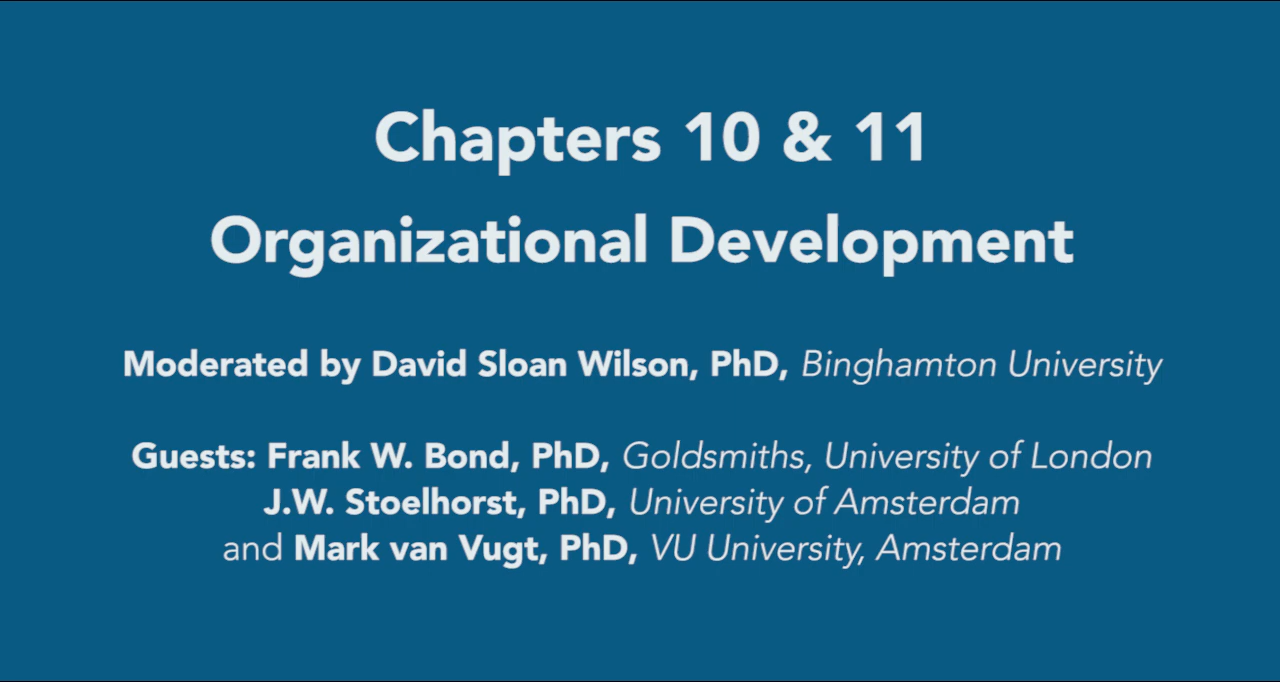 Chapters 10 & 11
Organizational Development
Moderated by David Sloan Wilson, PhD, Binghamton University
Guests: Frank W. Bond, PhD, Goldsmiths, University of London
J.W. Stoelhorst, PhD, University of Amsterdam
and Mark van Vugt, PhD, VU University, Amsterdam